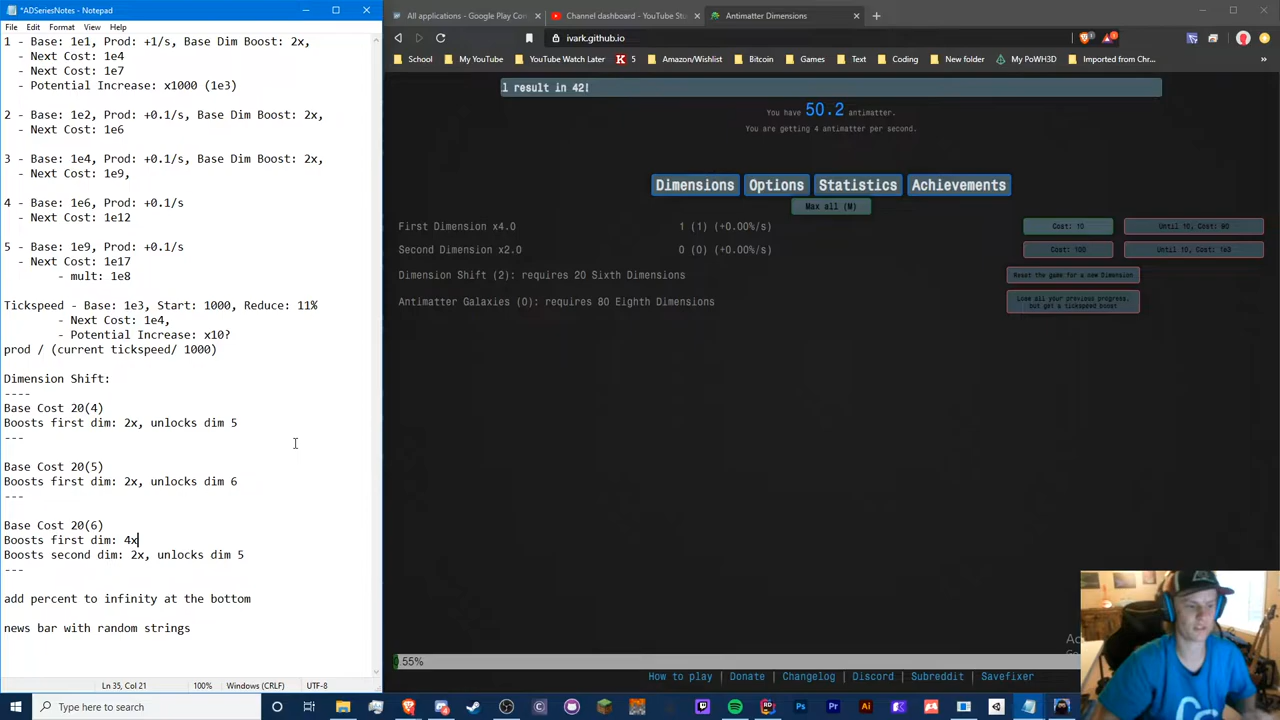 *ADSeriesNotes - Notepad
File Edit Format View Help
1 - Base: 1e1, Prod: +1/s, Base Dim Boost: 2x,
- Next Cost: 1e4
- Next Cost: 1e7
- Potential Increase: x1000 (1e3)
2 - Base: 1e2, Prod: +0.1/s, Base Dim Boost: 2x,
- Next Cost: 1e6
3 - Base: 1e4, Prod: +0.1/s, Base Dim Boost: 2x,
- Next Cost: 1e9,
4 - Base: 1e6, Prod: +0.1/s
- Next Cost: 1e12
5 - Base: 1e9, Prod: +0.1/s
- Next Cost: 1e17
- mult: 1e8
Tickspeed - Base: 1e3, Start: 1000, Reduce: 11%
- Next Cost: 1e4,
- Potential Increase: x10?
prod / (current tickspeed/ 1000)
Dimension Shift:
----
Base Cost 20(4)
Boosts first dim: 2x, unlocks dim 5
---
Base Cost 20(5)
Boosts first dim: 2x, unlocks dim 6
---
Base Cost 20(6)
Boosts first dim: 4x
Boosts second dim: 2x, unlocks dim 5
---
add percent to infinity at the bottom
news bar with random strings
Ln 35, Col 21 100% Windows (CRLF) UTF-8
All applications - Google Play Con Channel dashboard - YouTube Stu Antimatter Dimensions
ivark.github.io
School My YouTube YouTube Watch Later K 5 Amazon/Wishlist Bitcoin Games Text Coding New folder My PoWH3D Imported from Chr...
l result in 42!
You have 50.2 antimatter.
You are getting 4 antimatter per second.
Dimensions Options Statistics Achievements
Max all (M)
First Dimension x4.0 1 (1) (+0.00%/s) Cost: 10 Until 10, Cost: 90
Second Dimension x2.0 0 (0) (+0.00%/s) Cost: 100 Until 10, Cost: 1e3
Dimension Shift (2): requires 20 Sixth Dimensions Reset the game for a new Dimension
Antimatter Galaxies (0): requires 80 Eighth Dimensions Lose all your previous progress,
but get a tickspeed boost
0.55%
How to play Donate Changelog Discord Subreddit Savefixer
Type here to search